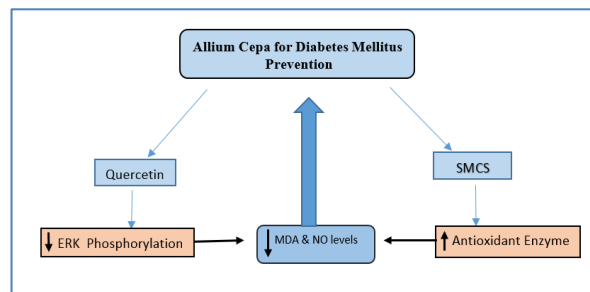 Allium Cepa for Diabetes Mellitus
Prevention
Quercetin
SMCS
ERK Phosphorylation
MDA & NO levels
Antioxidant Enzyme